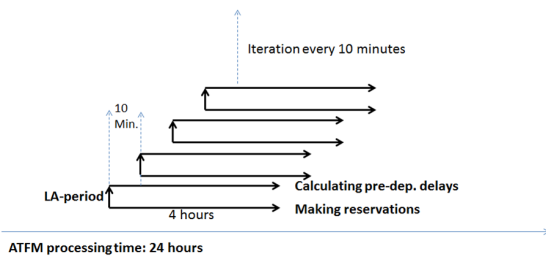 Iteration every 10 minutes
10
Min.
Calculating pre-dep. delays
LA-period
4 hours
Making reservations
ATFM processing time: 24 hours